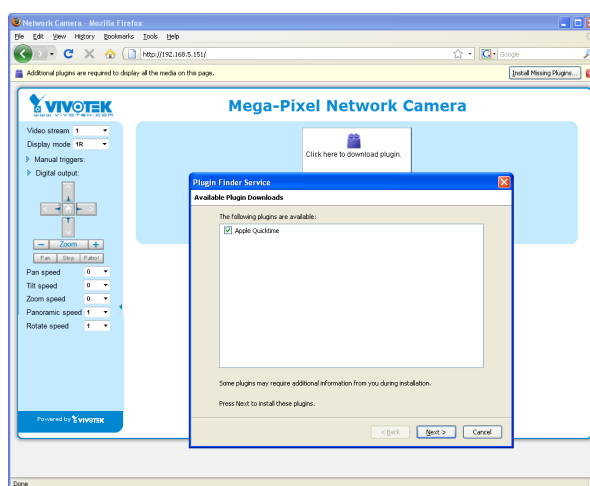 Network Camera - Mozilla Firefox
File Edit View History Bookmarks Tools Help
http://192.168.5.151/
Google
Additional plugins are required to display all the media on this page.
Install Missing Plugins...
VIVOTEK
www.vivotek.com
Mega-Pixel Network Camera
Video stream 1
Display mode 1R
Manual triggers:
Digital output:
Click here to download plugin.
Zoom
Pan Stop Patrol
Pan speed 0
Tilt speed 0
Zoom speed 0
Panoramic speed 1
Rotate speed 1
Powered by VIVOTEK
Plugin Finder Service
Available Plugin Downloads
The following plugins are available:
Apple Quicktime
Some plugins may require additional information from you during installation.
Press Next to install these plugins.
< Back Next > Cancel
Done